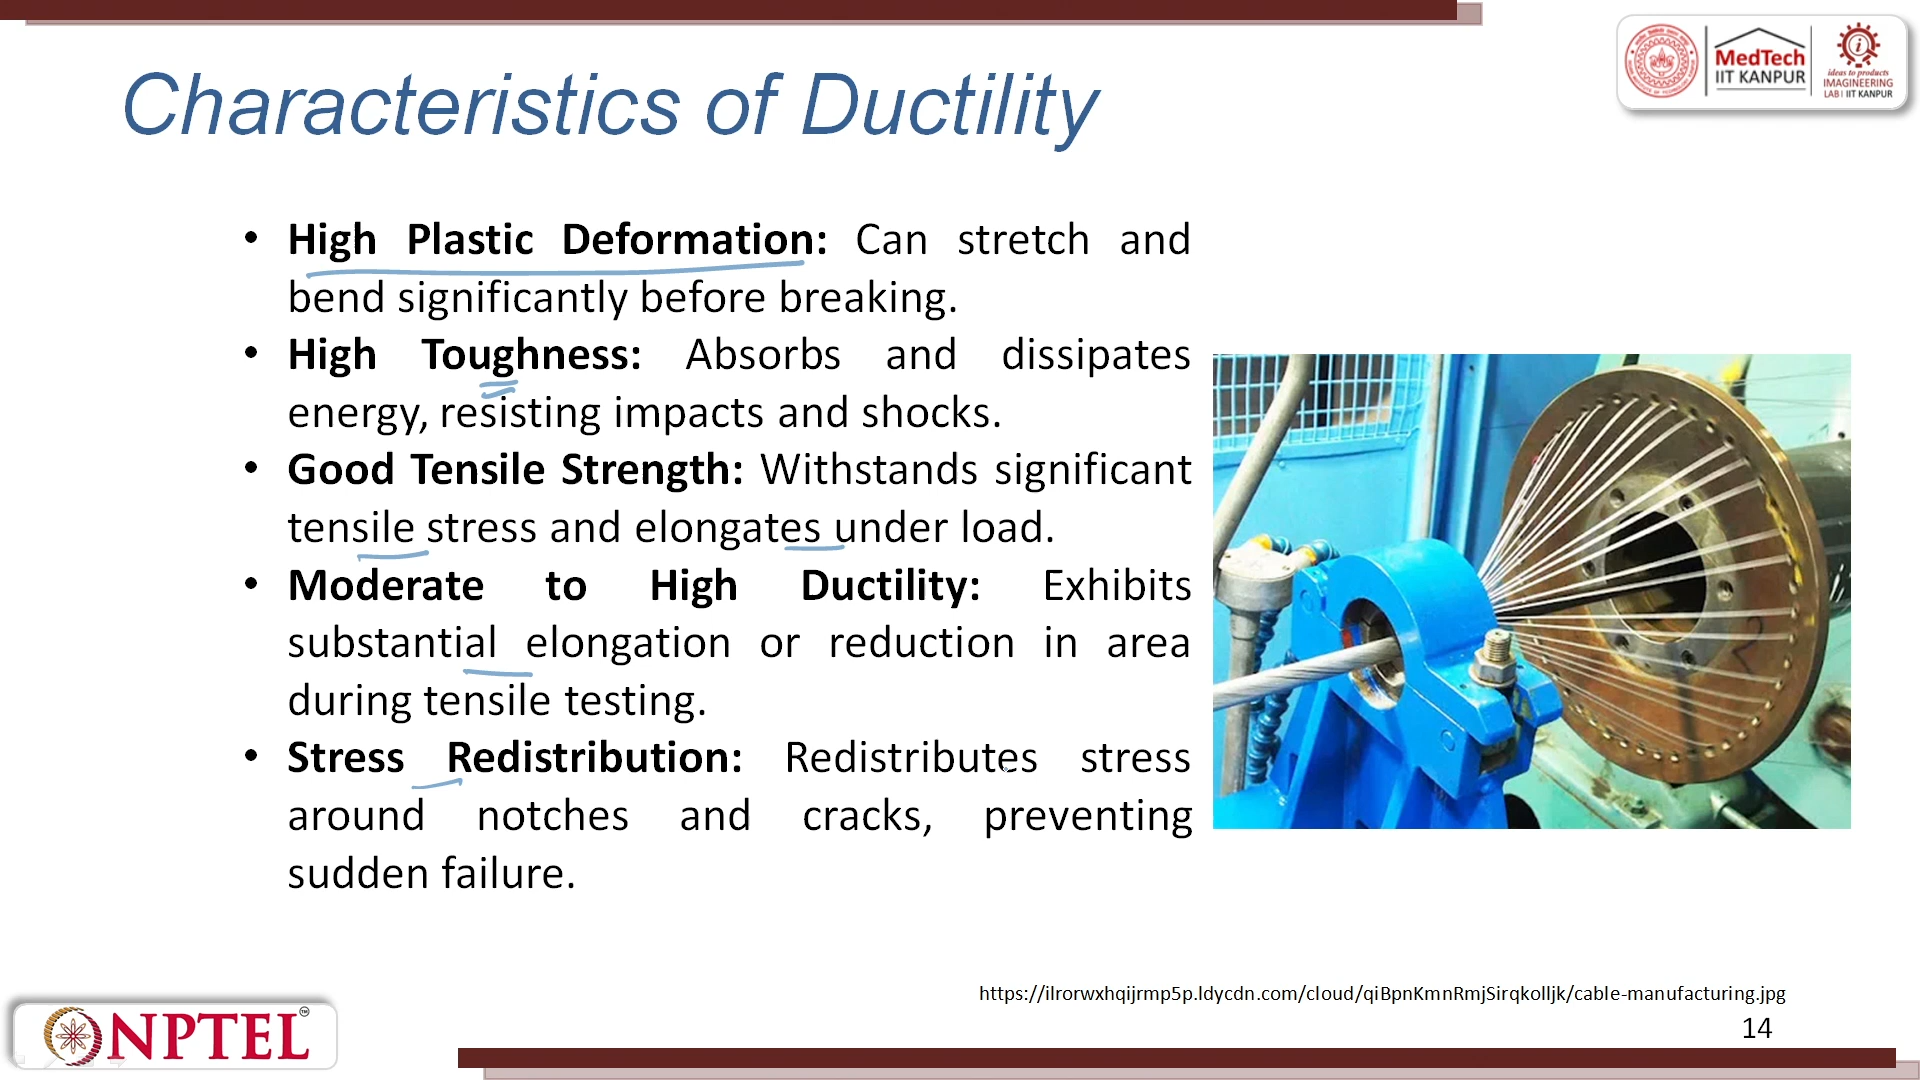 MedTech
IIT KANPUR
ideas to products
IMAGINEERING
LAB | IIT KANPUR
Characteristics of Ductility
• High Plastic Deformation: Can stretch and
bend significantly before breaking.
• High Toughness: Absorbs and dissipates
energy, resisting impacts and shocks.
• Good Tensile Strength: Withstands significant
tensile stress and elongates under load.
• Moderate to High Ductility: Exhibits
substantial elongation or reduction in area
during tensile testing.
• Stress Redistribution: Redistributes stress
around notches and cracks, preventing
sudden failure.
https://ilrorwxhqijrmp5p.ldycdn.com/cloud/qiBpnKmnRmjSirqkolljk/cable-manufacturing.jpg
14
NPTEL™